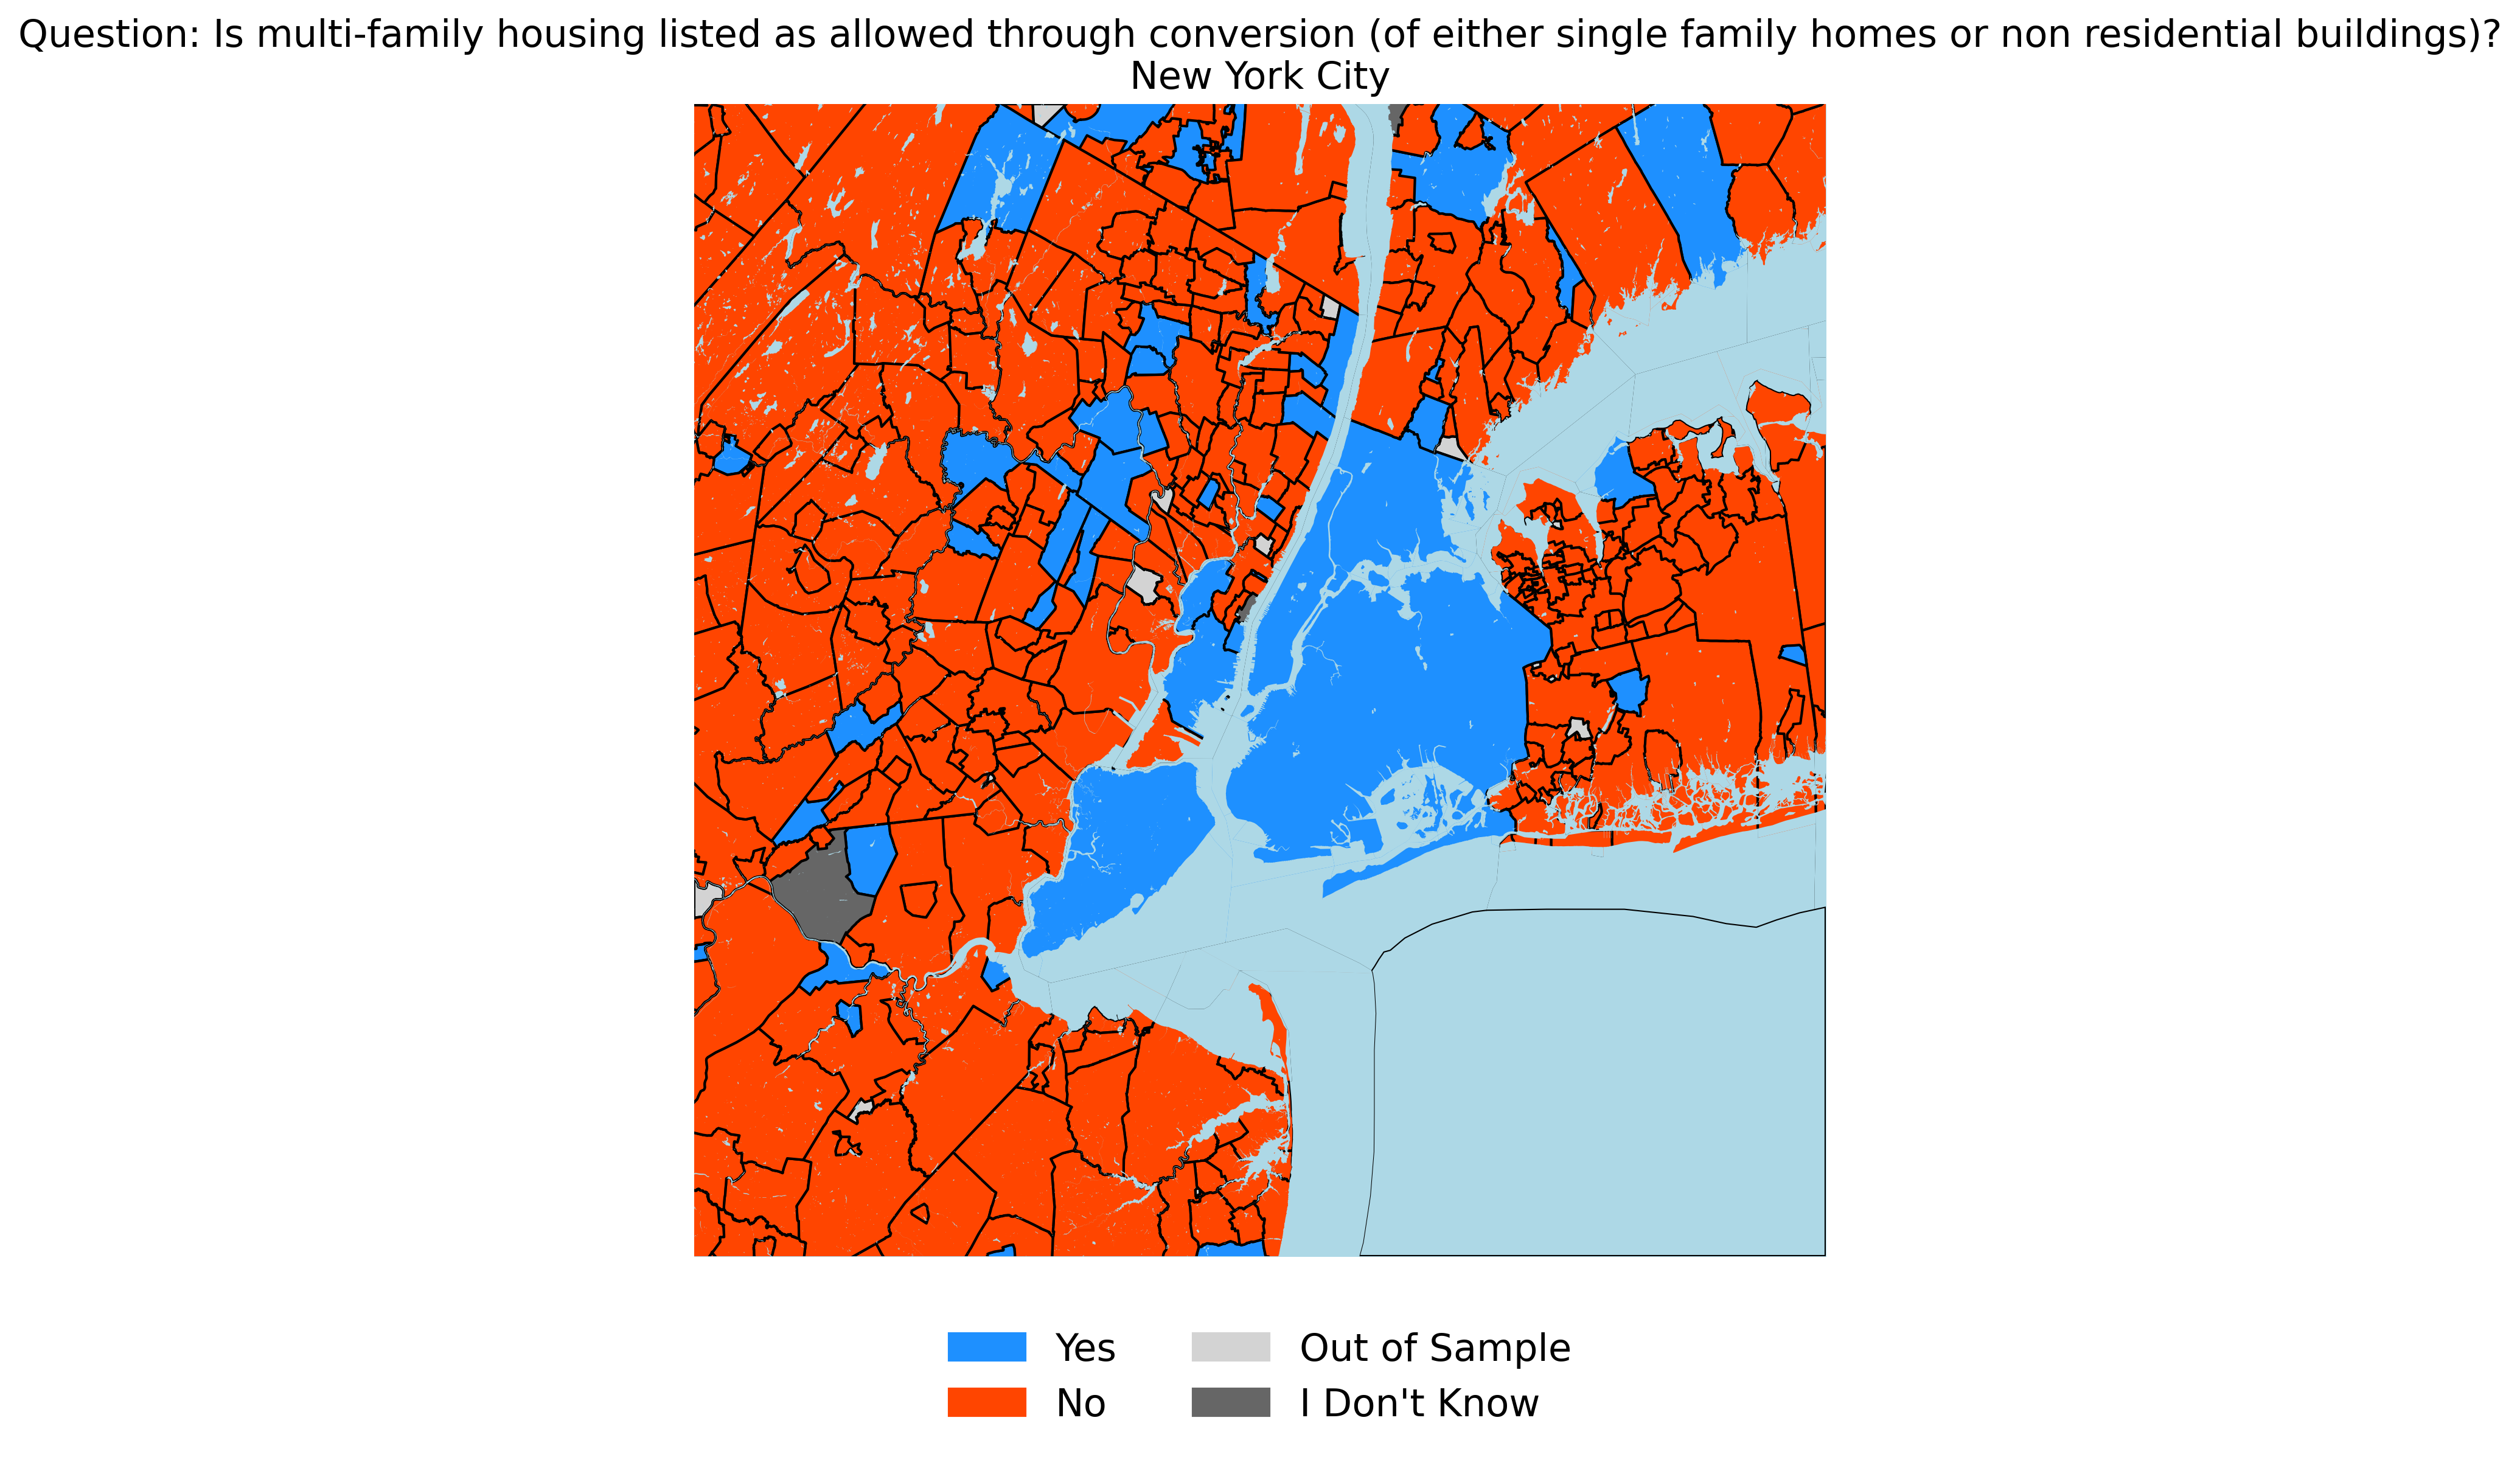 Question: Is multi-family housing listed as allowed through conversion (of either single family homes or non residential buildings)?
New York City
Yes
No
Out of Sample
I Don't Know